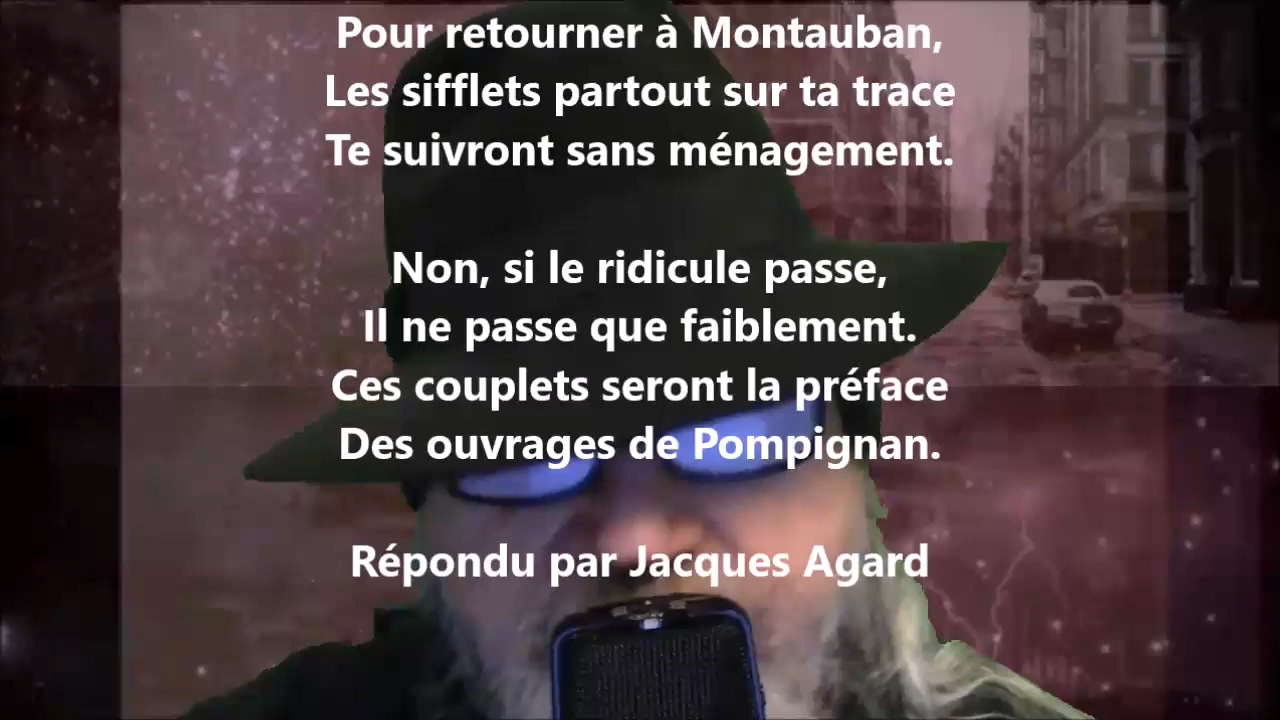 Pour retourner à Montauban,
Les sifflets partout sur ta trace
Te suivront sans ménagement.
Non, si le ridicule passe,
Il ne passe que faiblement.
Ces couplets seront la préface
Des ouvrages de Pompignan.
Répondu par Jacques Agard